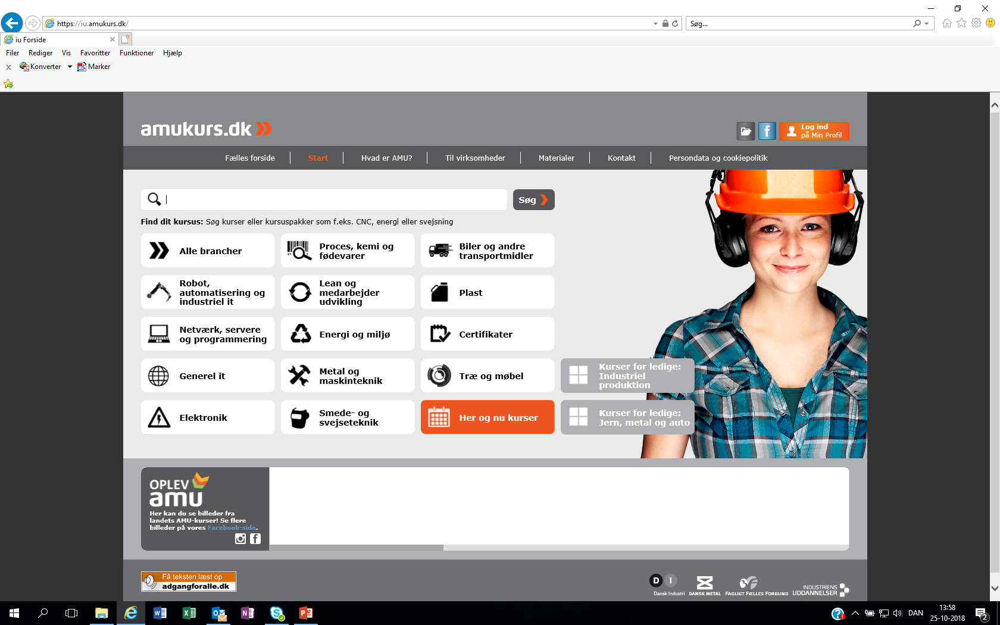 https://iu.amukurs.dk/
Søg...
iu Forside
Filer Rediger Vis Favoritter Funktioner Hjælp
x Konverter Marker
amukurs.dk
Log ind
på Min Profil
Fælles forside Start Hvad er AMU? Til virksomheder Materialer Kontakt Persondata og cookiepolitik
Søg
Find dit kursus: Søg kurser eller kursuspakker som f.eks. CNC, energi eller svejsning
Alle brancher
Proces, kemi og
fødevarer
Biler og andre
transportmidler
Robot,
automatisering og
industriel it
Lean og
medarbejder
udvikling
Plast
Netværk, servere
og programmering
Energi og miljø
Certifikater
Generel it
Metal og
maskinteknik
Træ og møbel
Kurser for ledige:
Industriel
produktion
Elektronik
Smede- og
svejseteknik
Her og nu kurser
Kurser for ledige:
Jern, metal og auto
OPLEV
amu
Her kan du se billeder fra
landets AMU-kurser! Se flere
billeder på vores Facebook-side.
Få teksten læst op
adgangforalle.dk
D I
Dansk Industri
DANSK METAL
FAGLIGT FÆLLES FORBUND
INDUSTRIENS
UDDANNELSER
DAN
13:58
25-10-2018
2